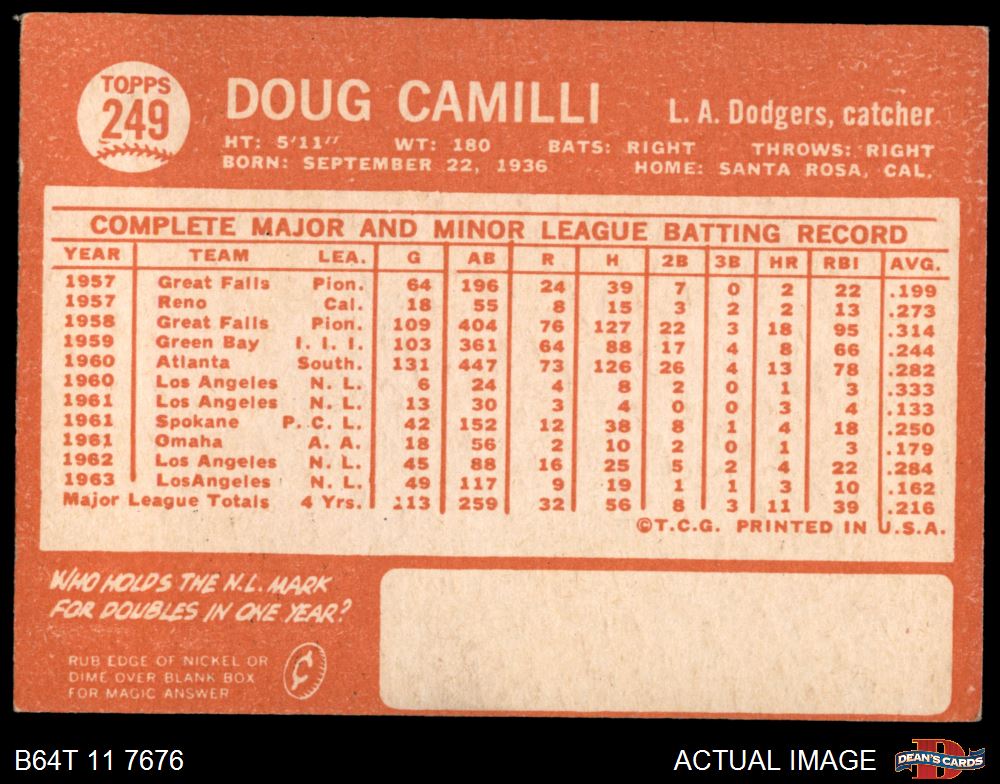 TOPPS
249
DOUG CAMILLI
L. A. Dodgers, catcher
HT: 5'11" WT: 180 BATS: RIGHT THROWS: RIGHT
BORN: SEPTEMBER 22, 1936 HOME: SANTA ROSA, CAL.
COMPLETE MAJOR AND MINOR LEAGUE BATTING RECORD
YEAR TEAM LEA. G AB R H 2B 3B HR RBI AVG.
1957 Great Falls Pion. 64 196 24 39 7 0 2 22 .199
1957 Reno Cal. 18 55 8 15 3 2 2 13 .273
1958 Great Falls Pion. 109 404 76 127 22 3 18 95 .314
1959 Green Bay I. I. I. 103 361 64 88 17 4 8 66 .244
1960 Atlanta South. 131 447 73 126 26 4 13 78 .282
1960 Los Angeles N. L. 6 24 4 8 2 0 1 3 .333
1961 Los Angeles N. L. 13 30 3 4 0 0 3 4 .133
1961 Spokane P. C. L. 42 152 12 38 8 1 4 18 .250
1961 Omaha A. A. 18 56 2 10 2 0 1 3 .179
1962 Los Angeles N. L. 45 88 16 25 5 2 4 22 .284
1963 LosAngeles N. L. 49 117 9 19 1 1 3 10 .162
Major League Totals 4 Yrs. 113 259 32 56 8 3 11 39 .216
©T.C.G. PRINTED IN U.S.A.
WHO HOLDS THE N.L. MARK
FOR DOUBLES IN ONE YEAR?
RUB EDGE OF NICKEL OR
DIME OVER BLANK BOX
FOR MAGIC ANSWER
¢
B64T 11 7676
ACTUAL IMAGE
D
DEAN'S CARDS